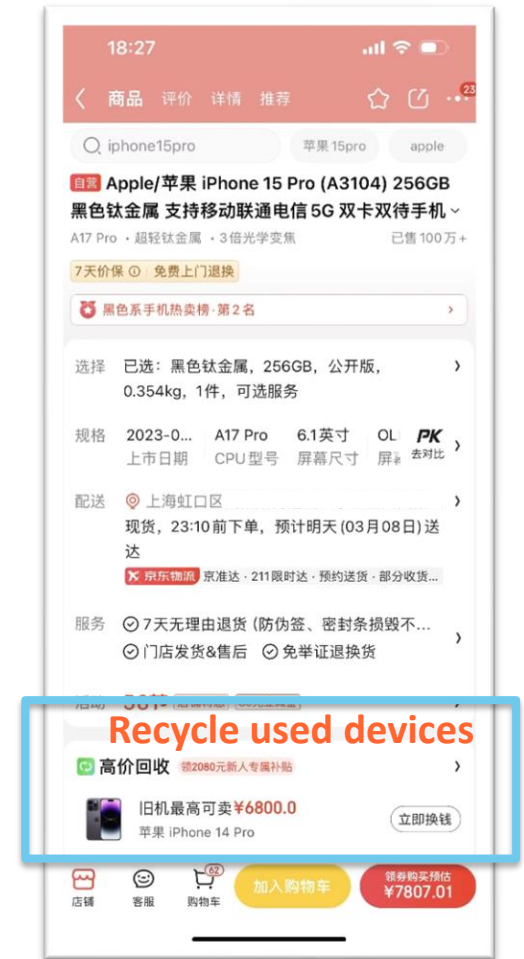 18:27
商品 评价 详情 推荐
23
iphone15pro 苹果15pro apple
自营 Apple/苹果 iPhone 15 Pro (A3104) 256GB
黑色钛金属 支持移动联通电信5G 双卡双待手机
A17 Pro · 超轻钛金属 · 3倍光学变焦 已售100万+
7天价保 免费上门退换
黑色系手机热卖榜·第2名
选择 已选：黑色钛金属，256GB，公开版，
0.354kg，1件，可选服务
规格 2023-0... A17 Pro 6.1英寸 OL PK
上市日期 CPU型号 屏幕尺寸 屏幕 去对比
配送 上海虹口区
现货，23:10前下单，预计明天(03月08日)送
达
京东物流 京准达 · 211限时达 · 预约送货 · 部分收货...
服务 7天无理由退货 (防伪签、密封条损毁不...
门店发货&售后 免举证退换货
活动
Recycle used devices
高价回收 领2080元新人专属补贴
旧机最高可卖¥6800.0
苹果 iPhone 14 Pro 立即换钱
62
店铺 客服 购物车 加入购物车 领券购买预估
¥7807.01